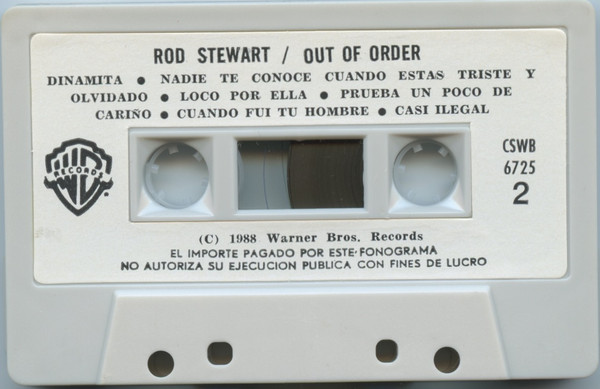 ROD STEWART / OUT OF ORDER
DINAMITA ● NADIE TE CONOCE CUANDO ESTAS TRISTE Y
OLVIDADO ● LOCO POR ELLA ● PRUEBA UN POCO DE
CARIÑO ● CUANDO FUI TU HOMBRE ● CASI ILEGAL
WB
RECORDS
CSWB
6725
2
(C) 1988 Warner Bros. Records
EL IMPORTE PAGADO POR ESTE·FONOGRAMA
NO AUTORIZA SU EJECUCION PUBLICA CON FINES DE LUCRO